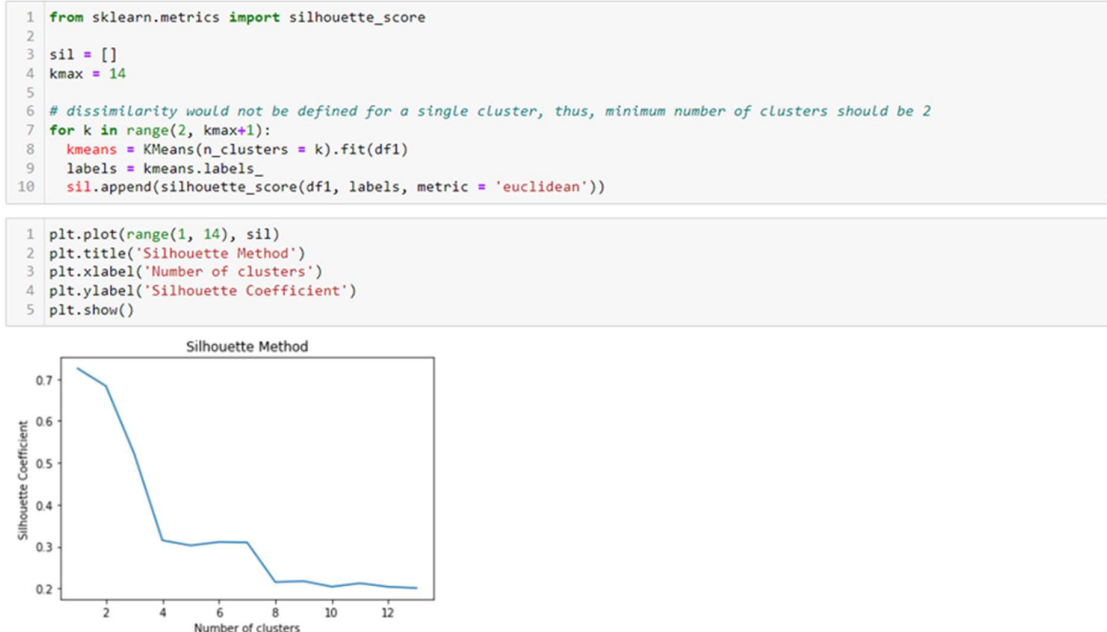 1 from sklearn.metrics import silhouette_score
2
3 sil = []
4 kmax = 14
5
6 # dissimilarity would not be defined for a single cluster, thus, minimum number of clusters should be 2
7 for k in range(2, kmax+1):
8   kmeans = KMeans(n_clusters = k).fit(df1)
9   labels = kmeans.labels_
10   sil.append(silhouette_score(df1, labels, metric = 'euclidean'))
1 plt.plot(range(1, 14), sil)
2 plt.title('Silhouette Method')
3 plt.xlabel('Number of clusters')
4 plt.ylabel('Silhouette Coefficient')
5 plt.show()
Silhouette Method
Silhouette Coefficient
0.7
0.6
0.5
0.4
0.3
0.2
2 4 6 8 10 12
Number of clusters